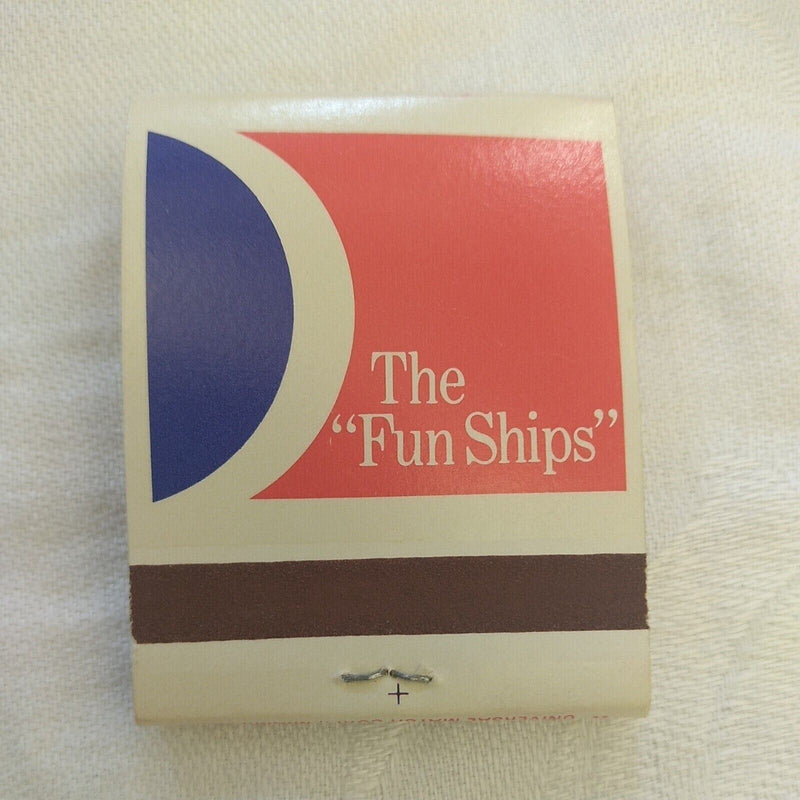 The
“Fun Ships”